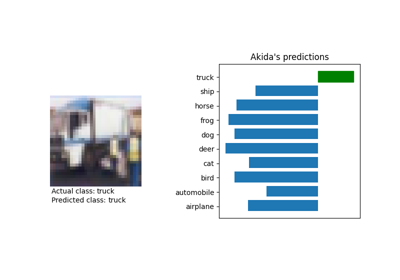 Akida's predictions
truck
ship
horse
frog
dog
deer
cat
bird
automobile
airplane
Actual class: truck
Predicted class: truck